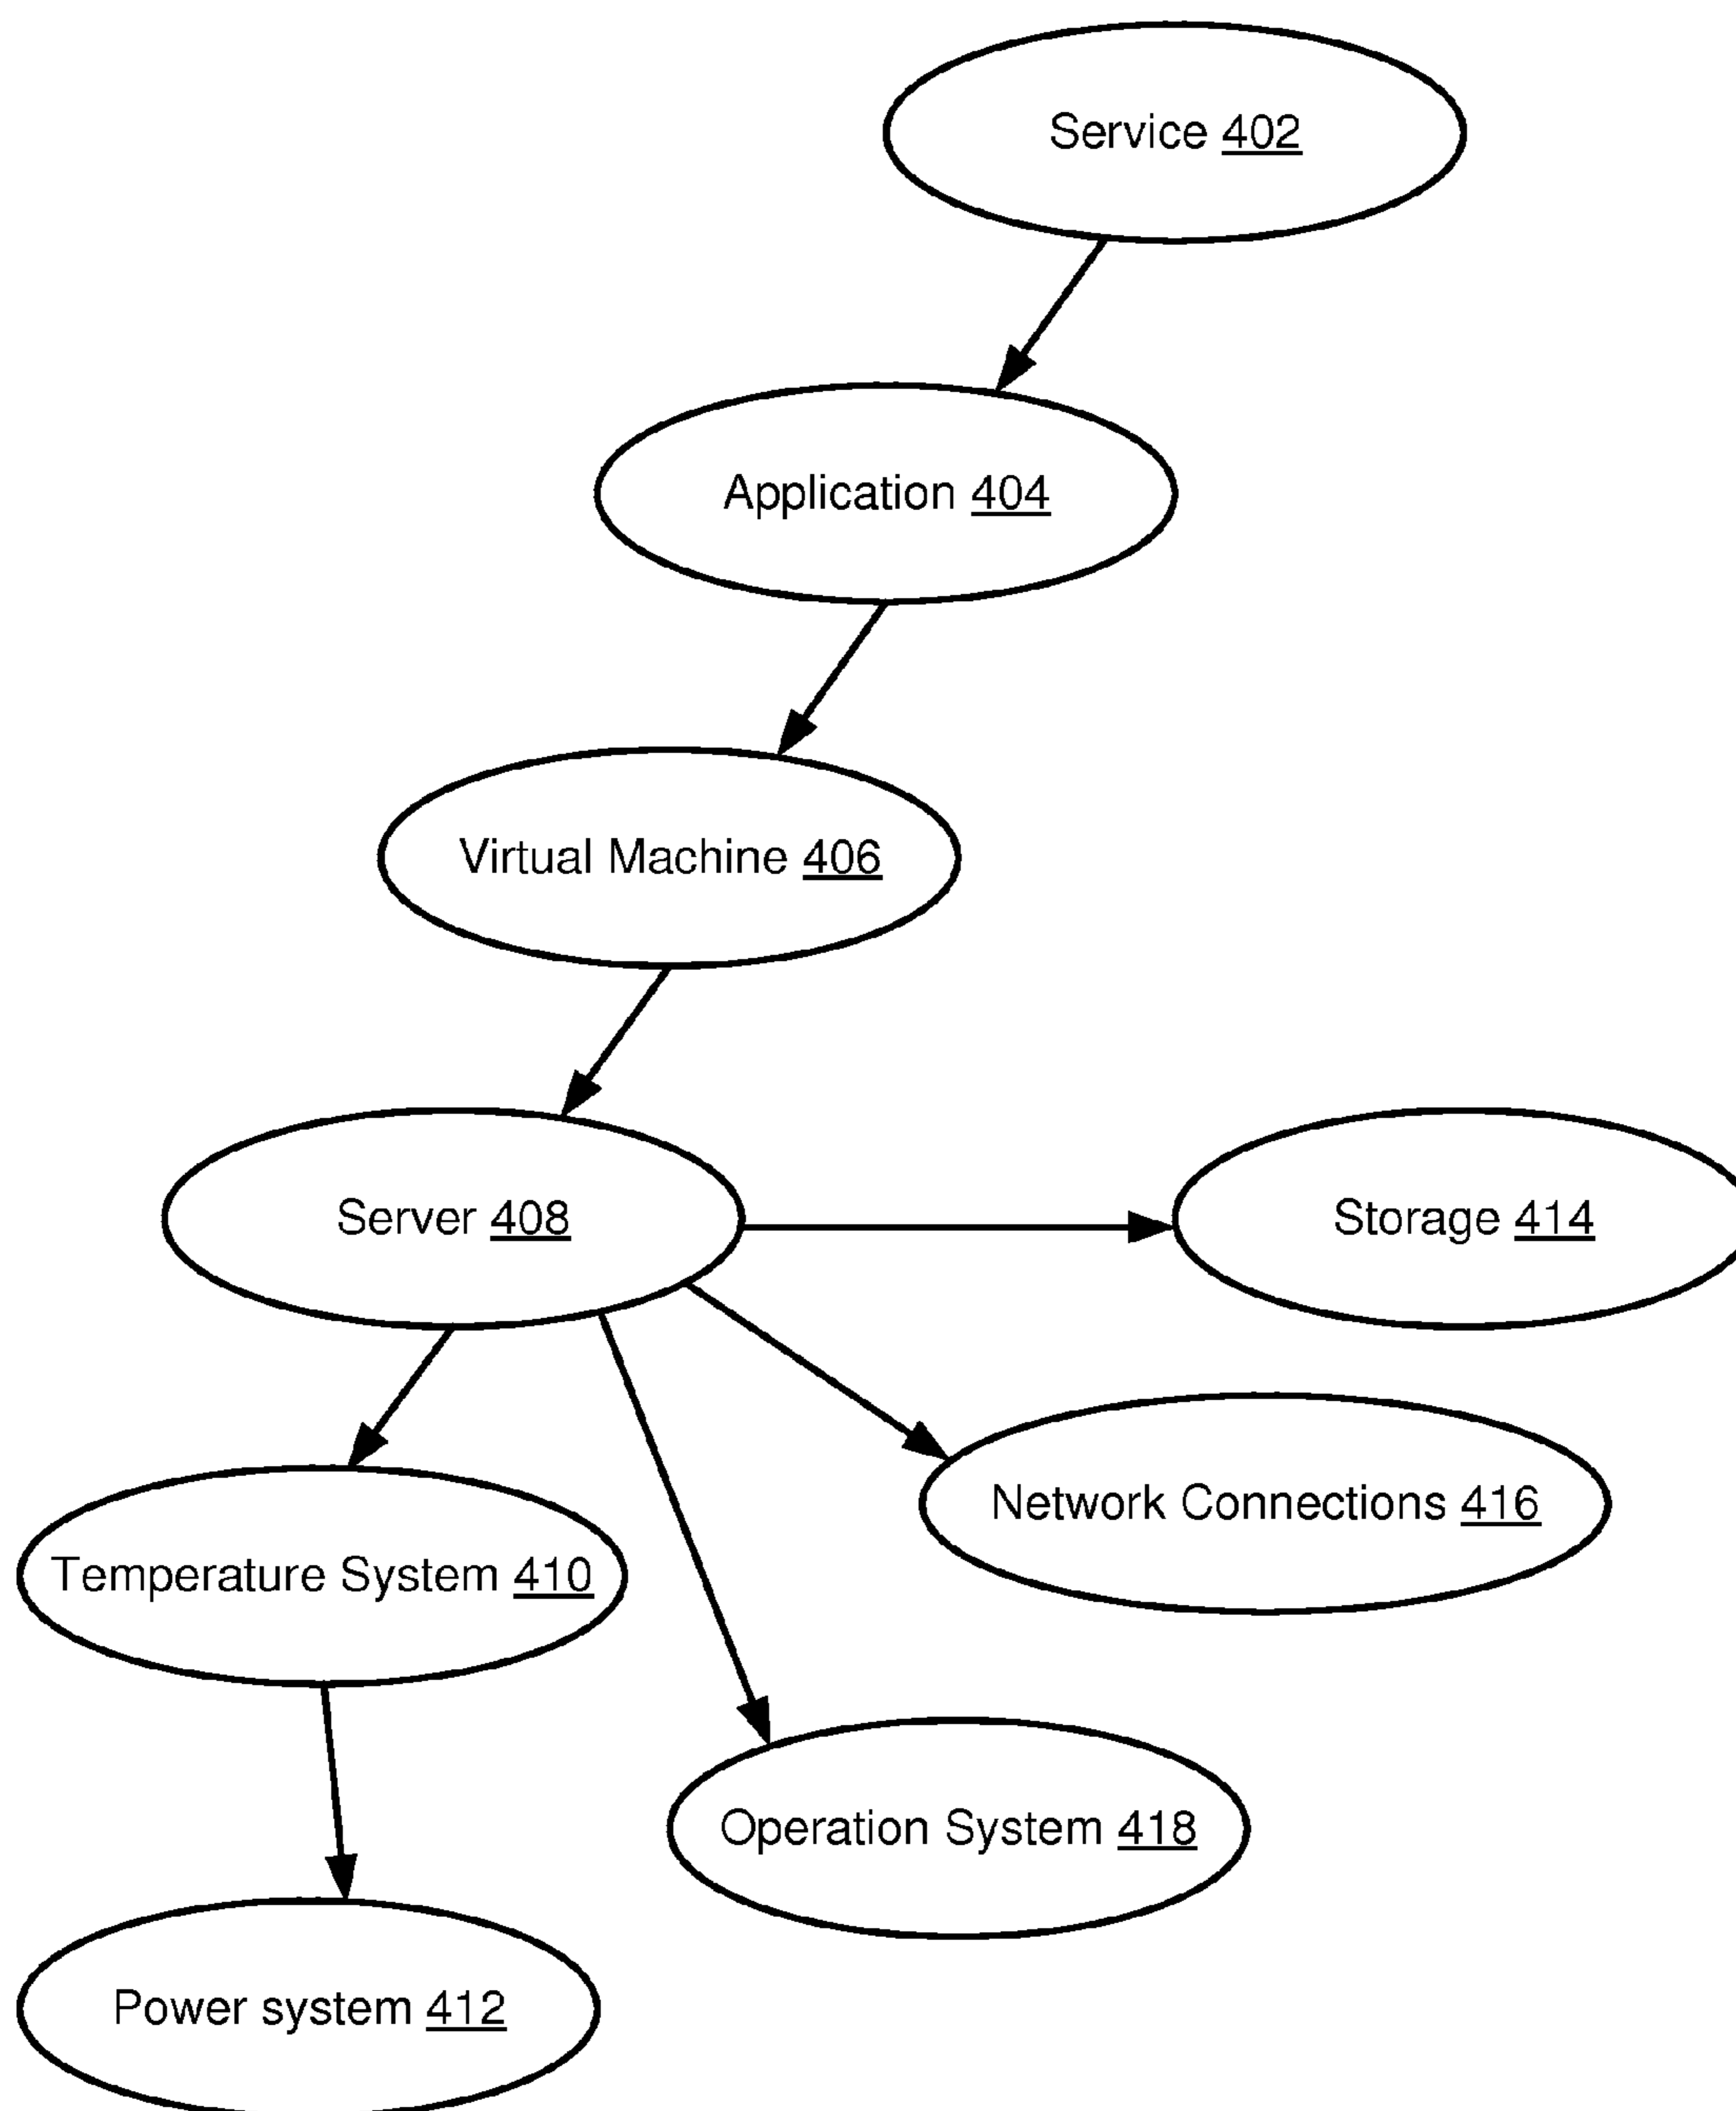 Service 402
Application 404
Virtual Machine 406
Server 408
Storage 414
Network Connections 416
Temperature System 410
Operation System 418
Power system 412